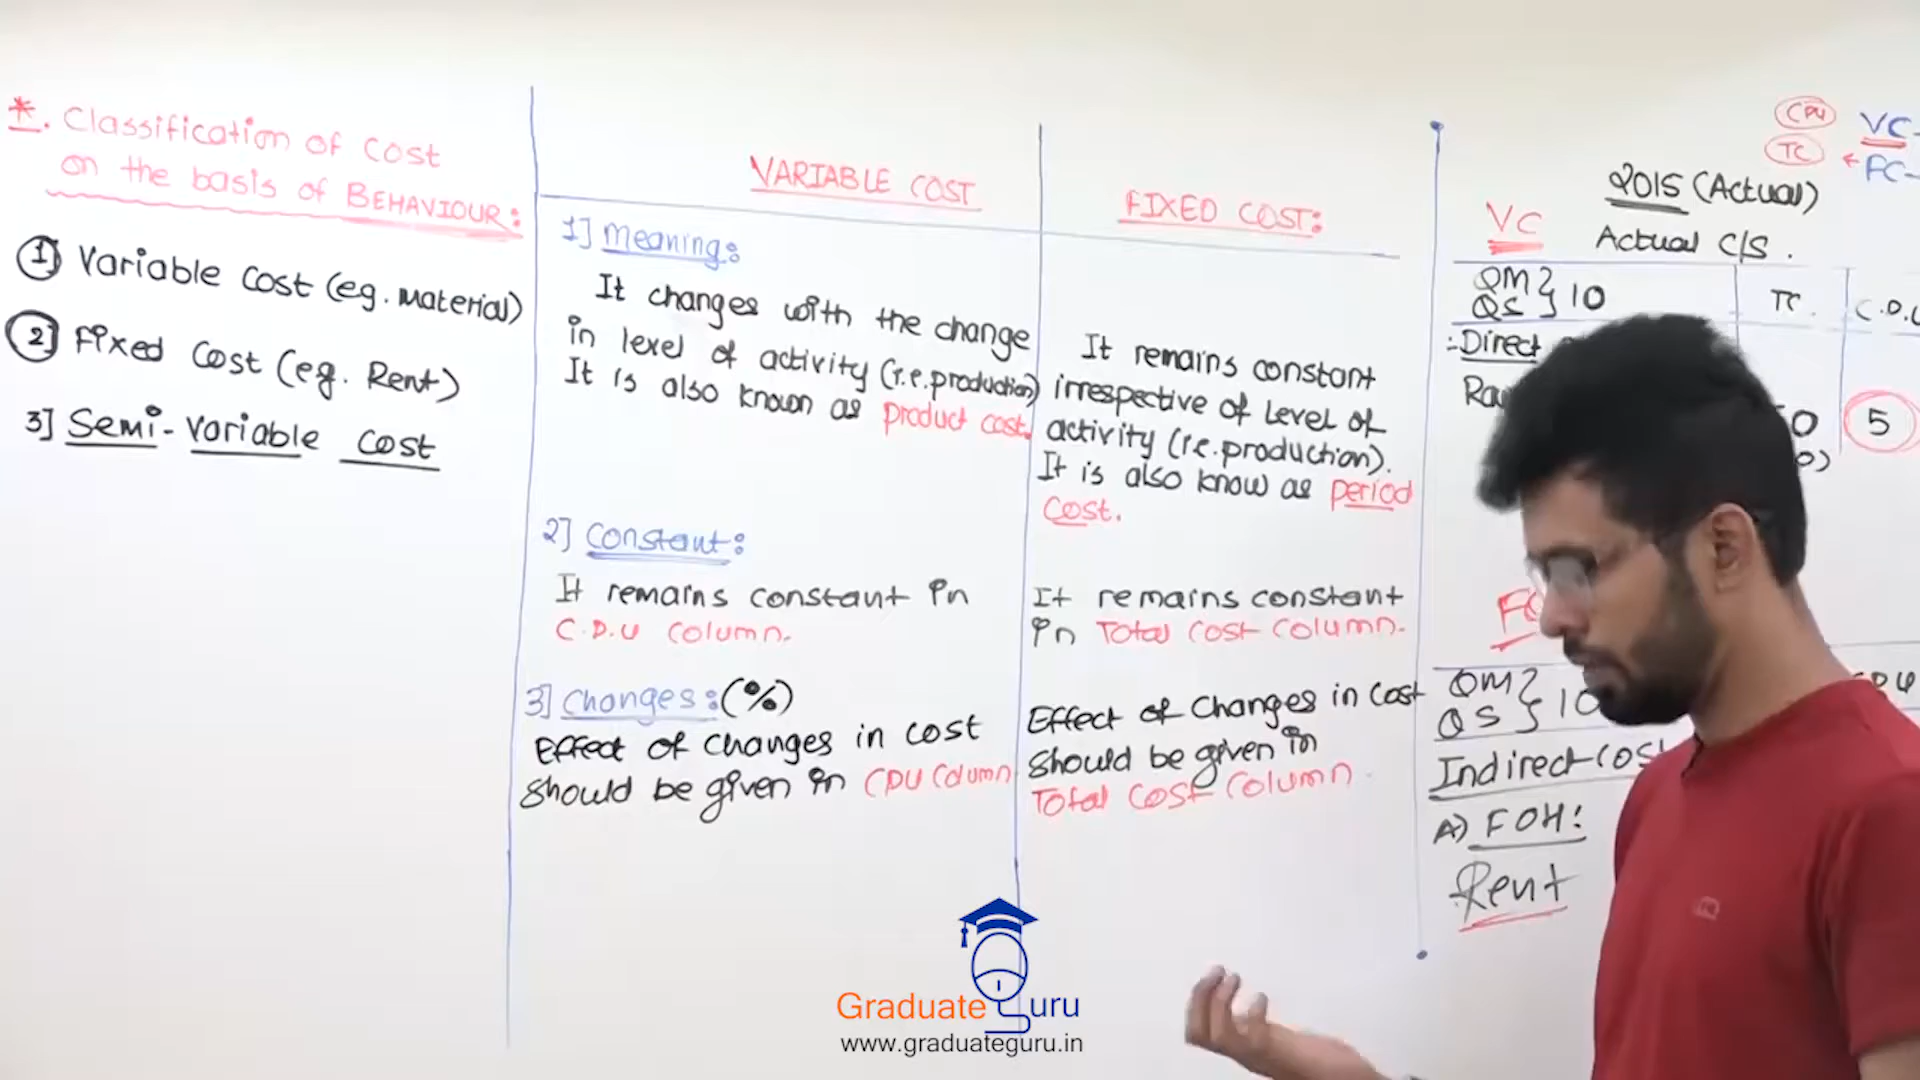 *. Classification of Cost
on the basis of BEHAVIOUR:
1) Variable Cost (eg. material)
2) Fixed Cost (eg. Rent)
3] Semi-Variable Cost
VARIABLE COST
1] Meaning:
It changes with the change
in level of activity (i.e. production)
It is also known as product cost.
2] Constant:
It remains constant in
C.P.U Column.
3] Changes: (%)
Effect of Changes in cost
should be given in CPU Column
FIXED COST:
It remains constant
irrespective of Level of
activity (i.e. production).
It is also know as period
Cost.
It remains constant
in Total Cost Column.
Effect of Changes in Cost
should be given in
Total Cost Column
CPU VC-
TC ← FC-
2015 (Actual)
VC
Actual C/S.
QM } 10
QS
TC. C.P.U
Direct
5
QM }
QS
Indirect
A) FOH:
Rent
Graduate Guru
www.graduateguru.in